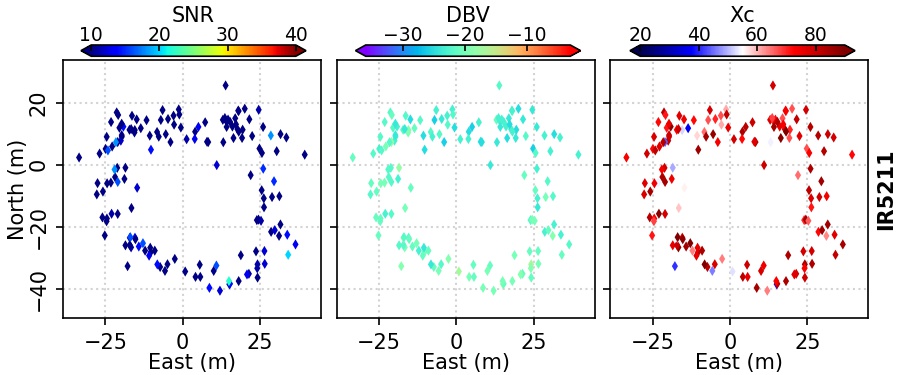 SNR DBV Xc
10 20 30 40 −30 −20 −10 20 40 60 80
20
0
−20
−40
North (m)
−25 0 25 −25 0 25 −25 0 25
East (m) East (m) East (m)
IR5211